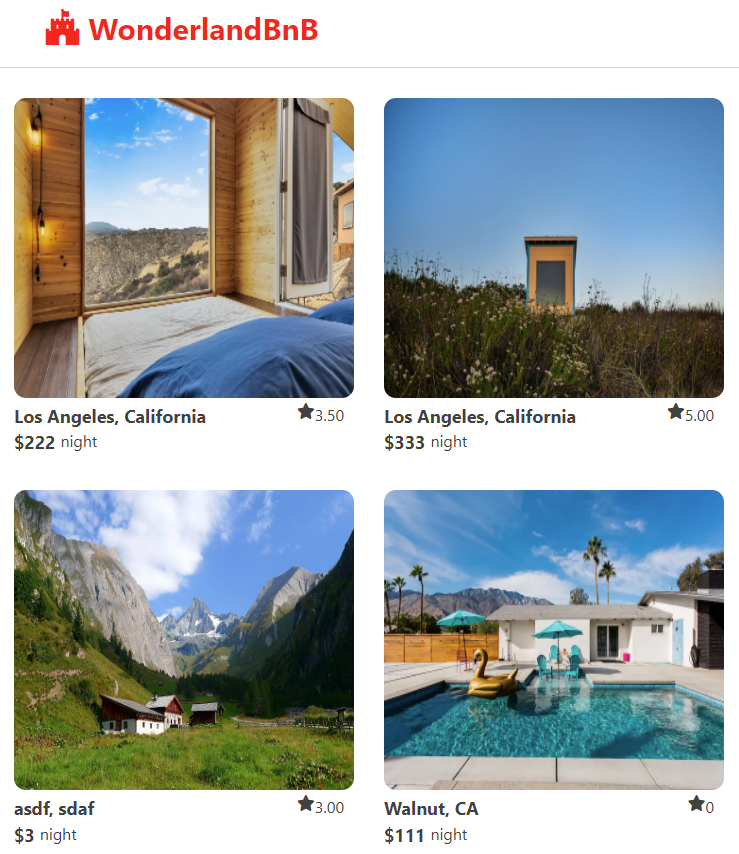 WonderlandBnB
Los Angeles, California 3.50
$222 night
Los Angeles, California 5.00
$333 night
asdf, sdaf 3.00
$3 night
Walnut, CA 0
$111 night